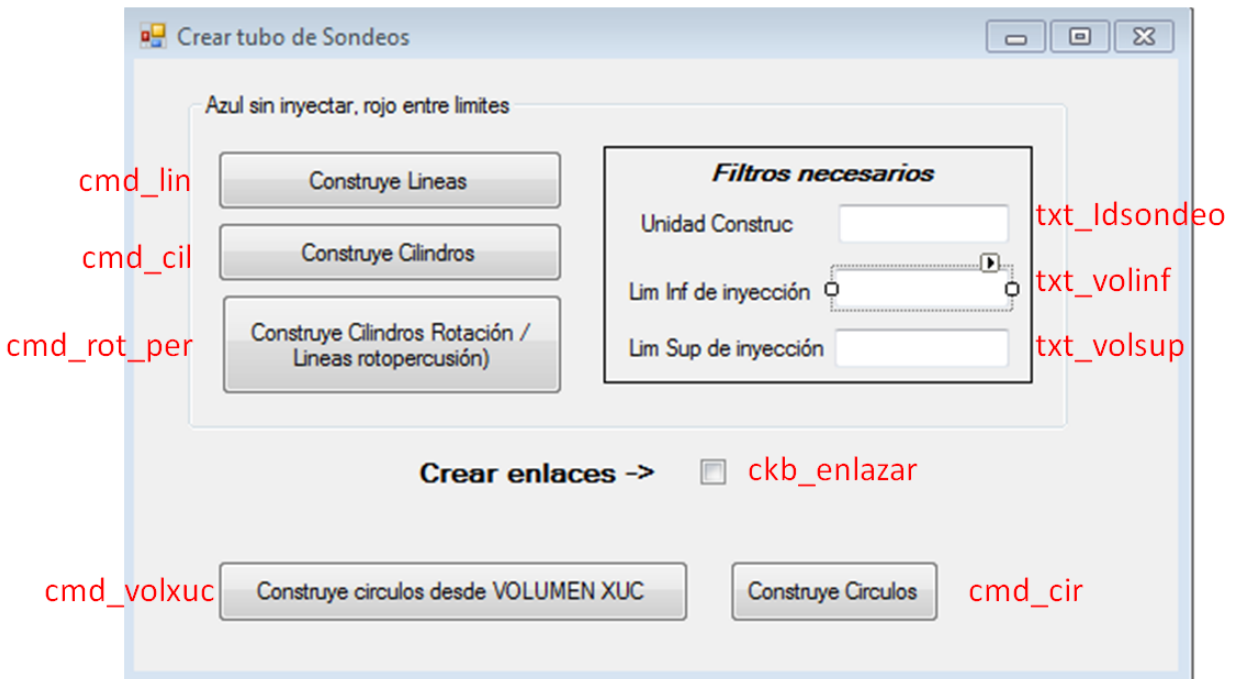 Crear tubo de Sondeos
Azul sin inyectar, rojo entre limites
cmd_lin
Construye Lineas
Filtros necesarios
Unidad Construc
txt_Idsondeo
cmd_cil
Construye Cilindros
Lim Inf de inyección
txt_volinf
cmd_rot_per
Construye Cilindros Rotación /
Lineas rotopercusión)
Lim Sup de inyección
txt_volsup
Crear enlaces ->
ckb_enlazar
cmd_volxuc
Construye circulos desde VOLUMEN XUC
Construye Circulos
cmd_cir